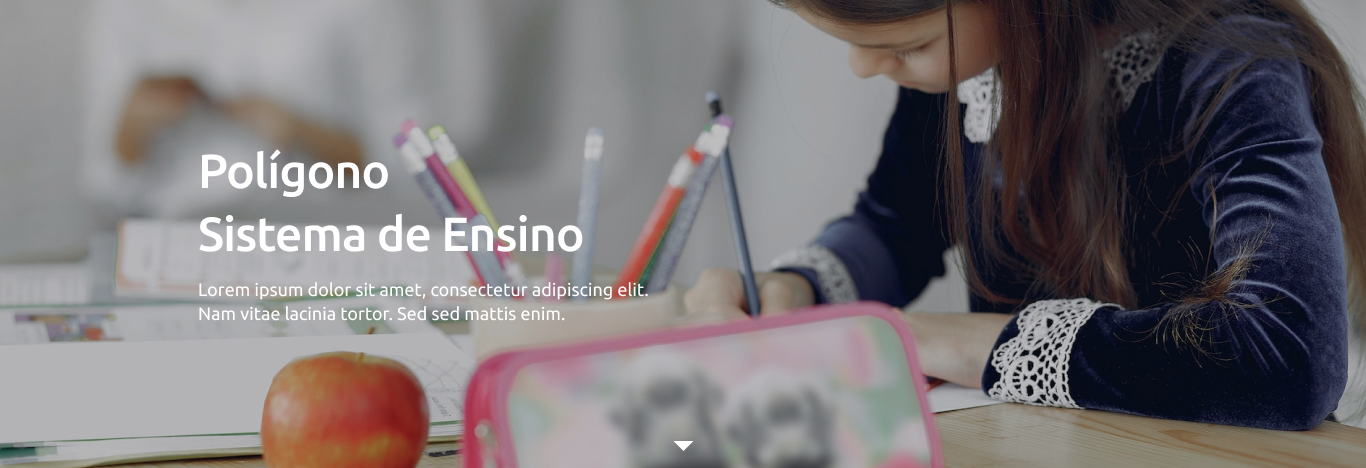 Polígono
Sistema de Ensino
Lorem ipsum dolor sit amet, consectetur adipiscing elit.
Nam vitae lacinia tortor. Sed sed mattis enim.